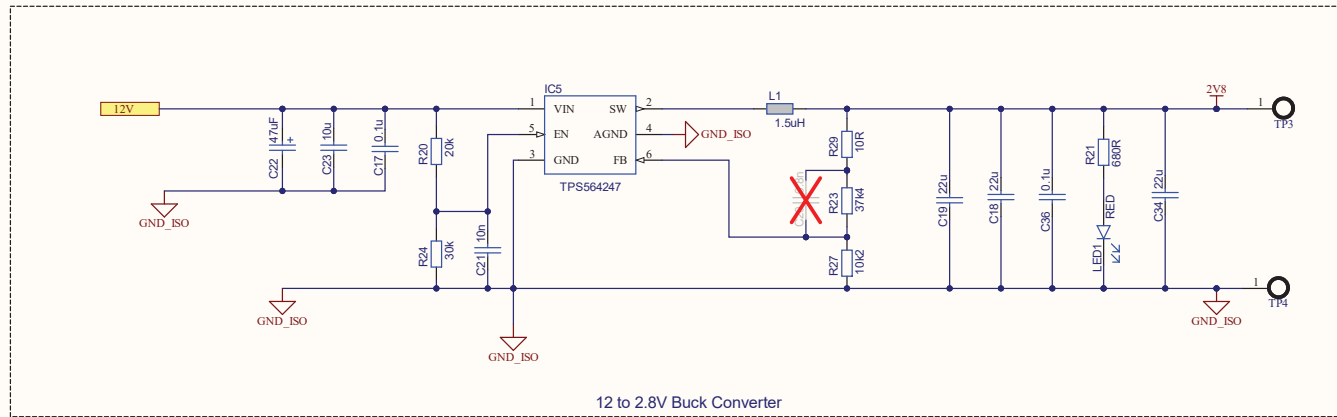 12V
C22 47uF
+
C23 10u
C17 0.1u
GND_ISO
R20 20k
R24 30k
C21 10n
GND_ISO
IC5
1 VIN SW 2
5 EN AGND 4
3 GND FB 6
TPS564247
GND_ISO
GND_ISO
L1
1.5uH
R29 10R
R23 37k4
R27 10k2
C19 22u
C18 22u
C36 0.1u
R21 680R
LED1 RED
C34 22u
2V8
1
TP3
1
TP4
GND_ISO
12 to 2.8V Buck Converter